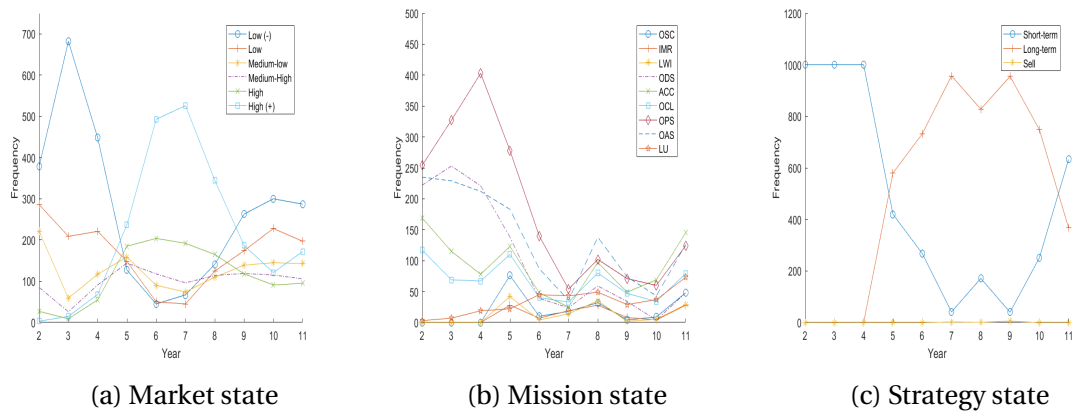 Low (-)
Low
Medium-low
Medium-High
High
High (+)
Frequency
700
600
500
400
300
200
100
0
2 3 4 5 6 7 8 9 10 11
Year
(a) Market state
OSC
IMR
LWI
ODS
ACC
OCL
OPS
OAS
LU
Frequency
500
450
400
350
300
250
200
150
100
50
0
2 3 4 5 6 7 8 9 10 11
Year
(b) Mission state
Short-term
Long-term
Sell
Frequency
1200
1000
800
600
400
200
0
2 3 4 5 6 7 8 9 10 11
Year
(c) Strategy state